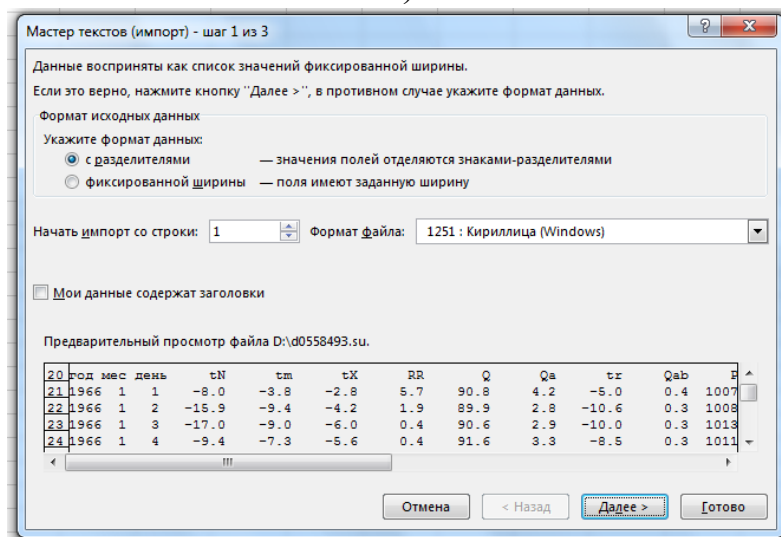 Мастер текстов (импорт) - шаг 1 из 3
Данные восприняты как список значений фиксированной ширины.
Если это верно, нажмите кнопку "Далее >", в противном случае укажите формат данных.
Формат исходных данных
Укажите формат данных:
с разделителями — значения полей отделяются знаками-разделителями
фиксированной ширины — поля имеют заданную ширину
Начать импорт со строки: 1 Формат файла: 1251 : Кириллица (Windows)
Мои данные содержат заголовки
Предварительный просмотр файла D:\d0558493.su.
20 год мес день tN tm tX RR Q Qa tr Qab P
21 1966 1 1 -8.0 -3.8 -2.8 5.7 90.8 4.2 -5.0 0.4 1007
22 1966 1 2 -15.9 -9.4 -4.2 1.9 89.9 2.8 -10.6 0.3 1008
23 1966 1 3 -17.0 -9.0 -6.0 0.4 90.6 2.9 -10.0 0.3 1013
24 1966 1 4 -9.4 -7.3 -5.6 0.4 91.6 3.3 -8.5 0.3 1011
Отмена < Назад Далее > Готово